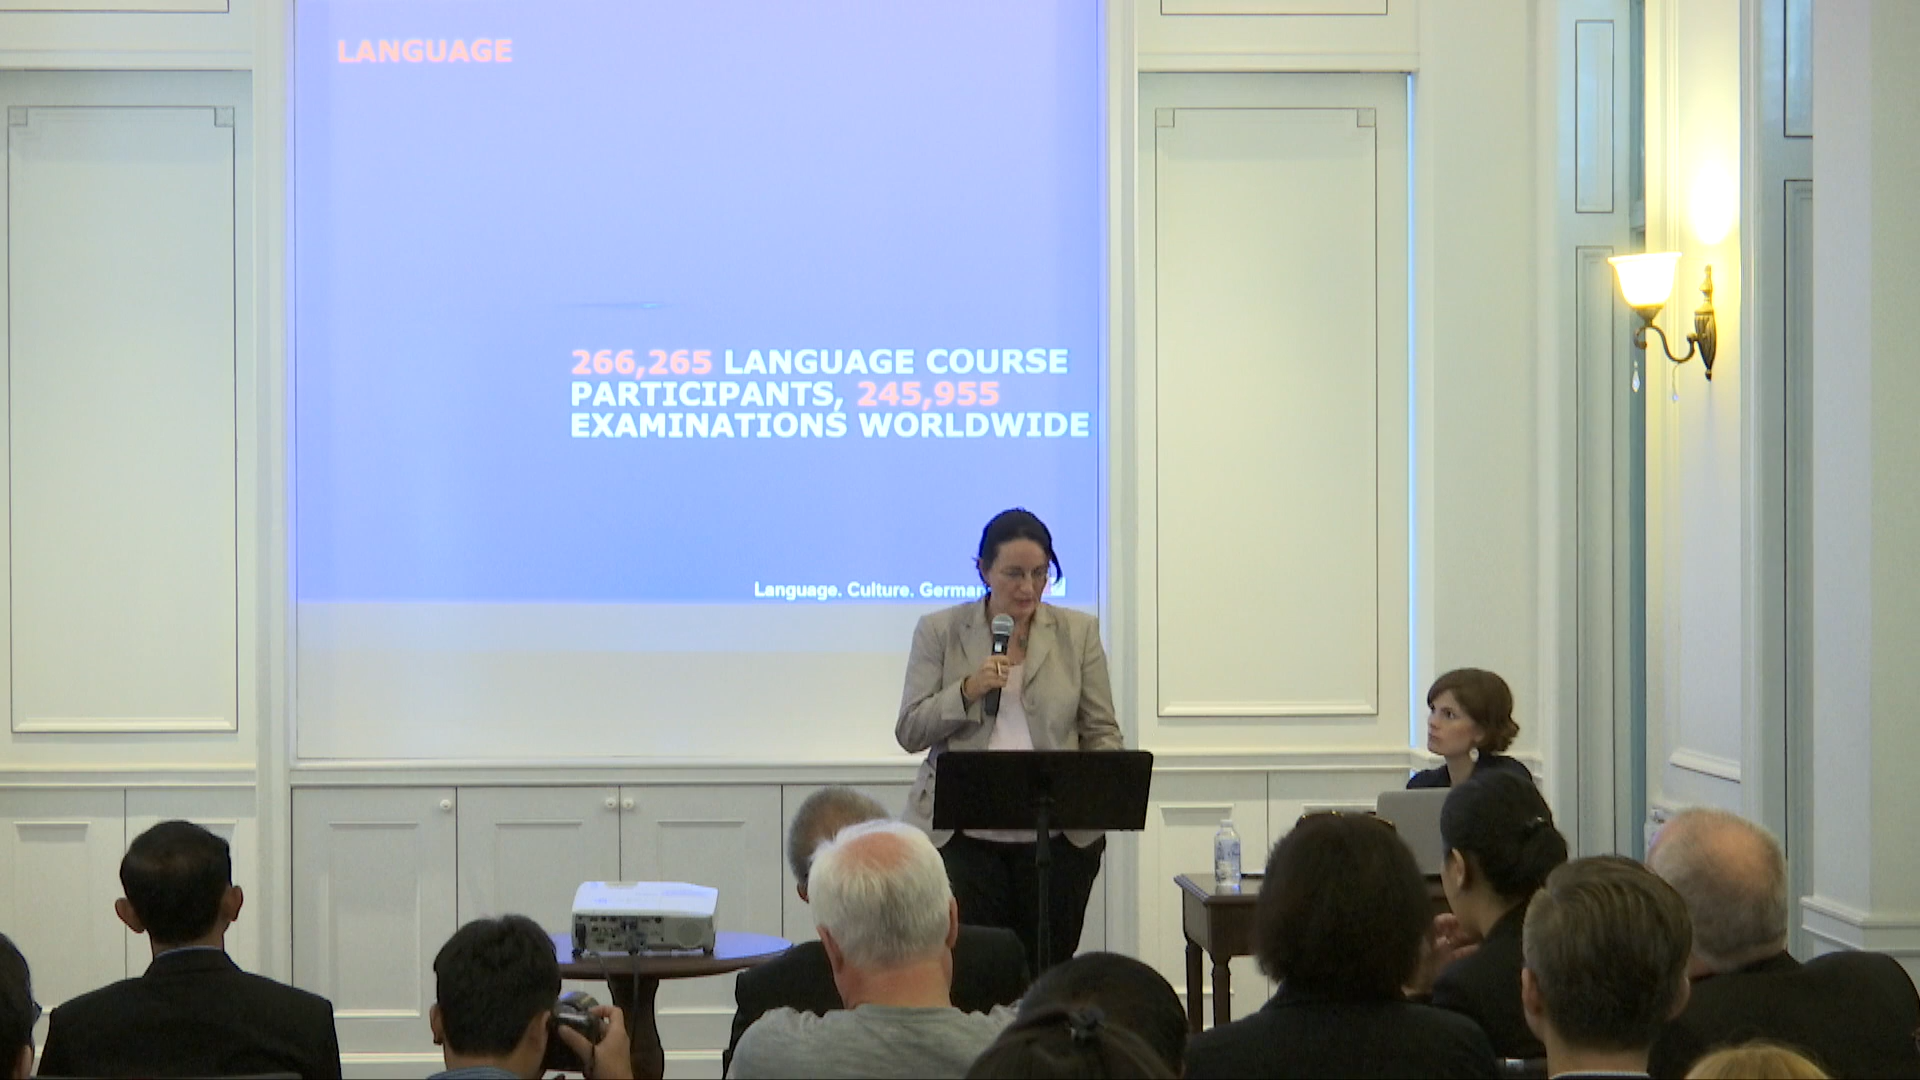 LANGUAGE
266,265 LANGUAGE COURSE
PARTICIPANTS, 245,955
EXAMINATIONS WORLDWIDE
Language. Culture.